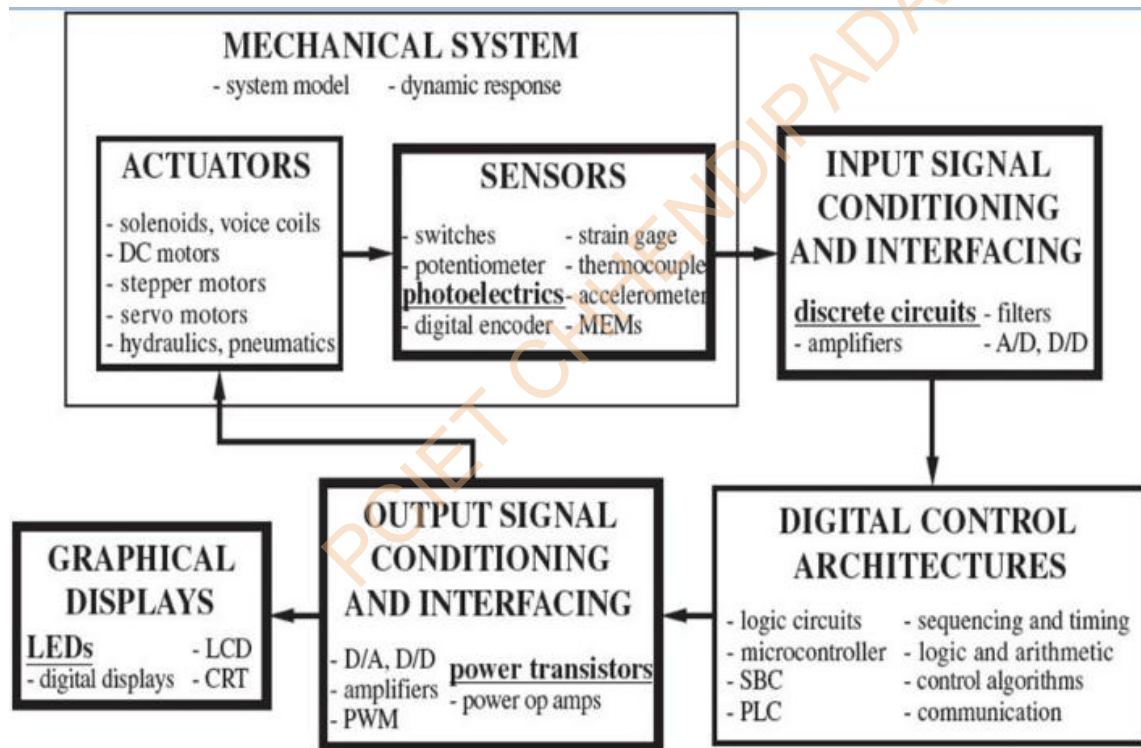 MECHANICAL SYSTEM
- system model - dynamic response
ACTUATORS
- solenoids, voice coils
- DC motors
- stepper motors
- servo motors
- hydraulics, pneumatics
SENSORS
- switches - strain gage
- potentiometer - thermocouple
photoelectrics - accelerometer
- digital encoder - MEMs
INPUT SIGNAL
CONDITIONING
AND INTERFACING
discrete circuits - filters
- amplifiers - A/D, D/D
GRAPHICAL
DISPLAYS
LEDs - LCD
- digital displays - CRT
OUTPUT SIGNAL
CONDITIONING
AND INTERFACING
- D/A, D/D power transistors
- amplifiers - power op amps
- PWM
DIGITAL CONTROL
ARCHITECTURES
- logic circuits - sequencing and timing
- microcontroller - logic and arithmetic
- SBC - control algorithms
- PLC - communication
PCIET CHHENDIPADA